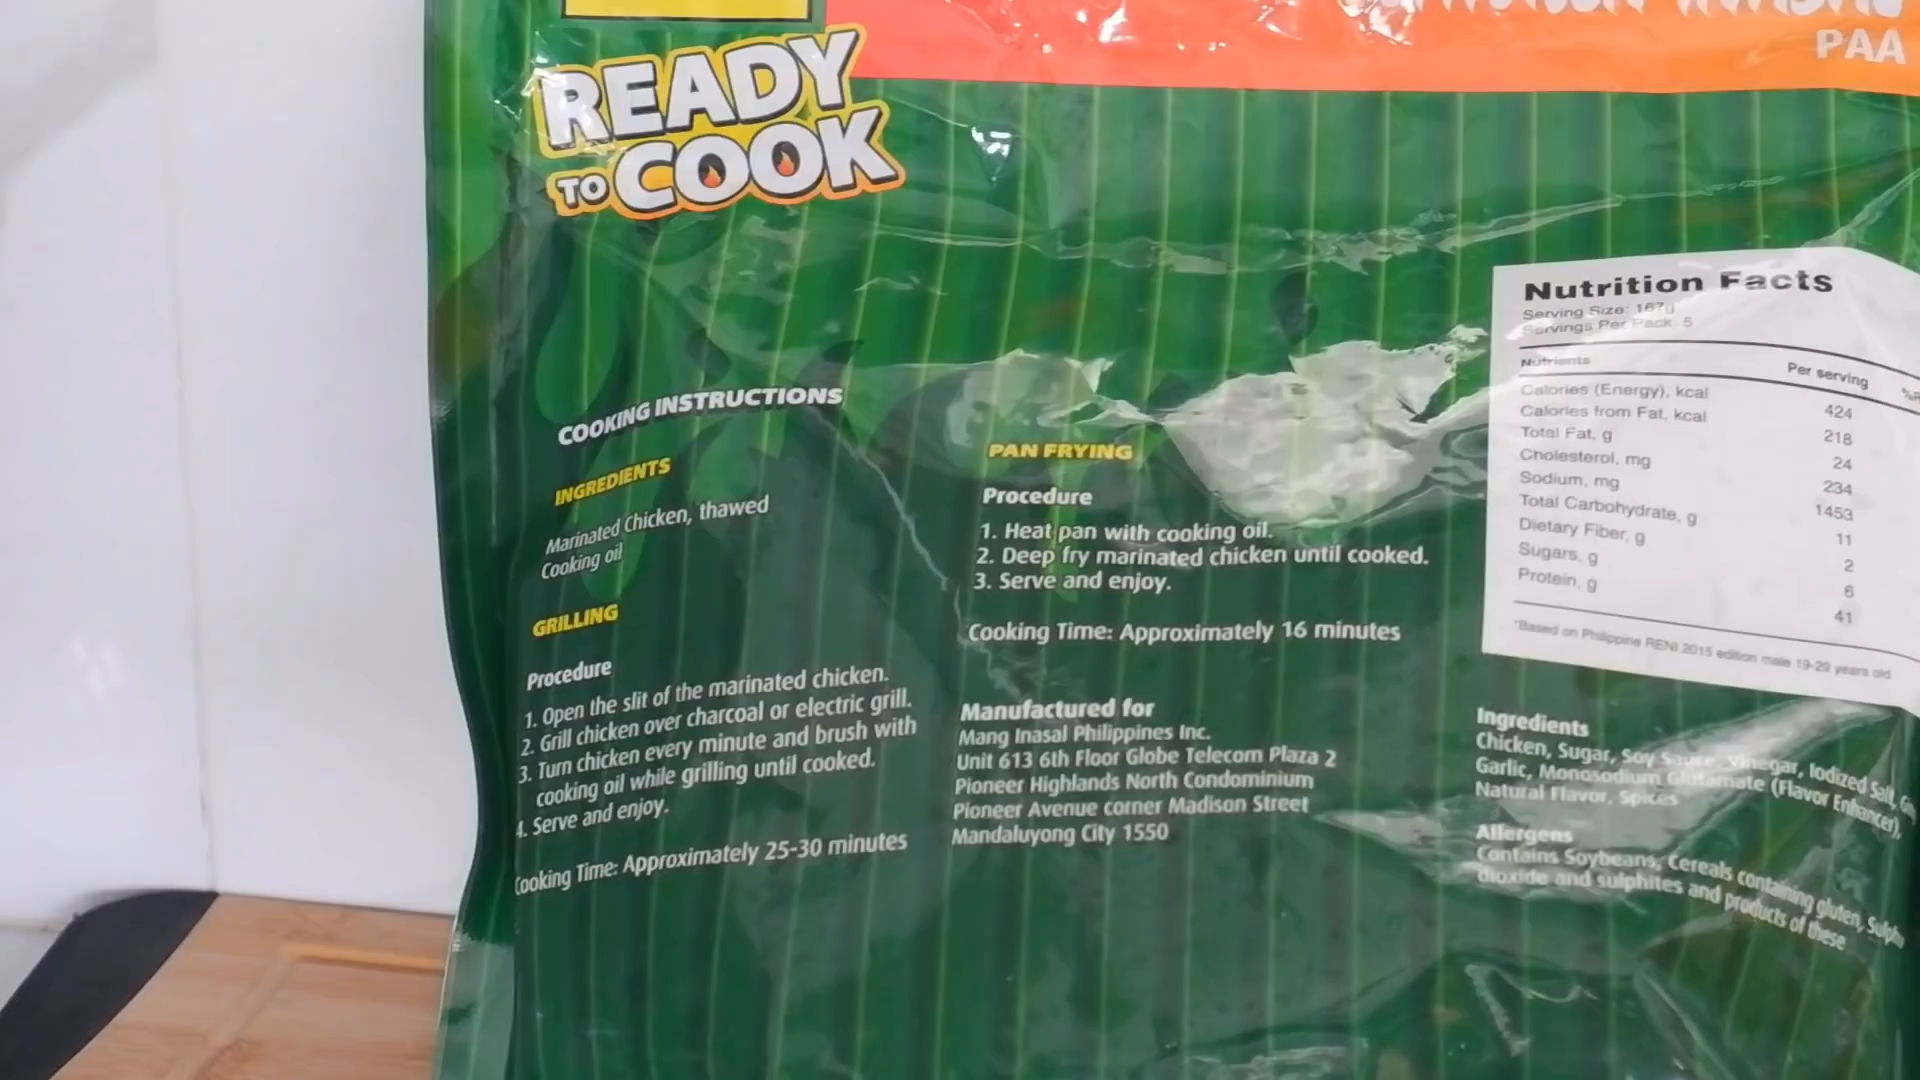 PAA
READY
TO COOK
COOKING INSTRUCTIONS
INGREDIENTS
Marinated Chicken, thawed
Cooking oil
GRILLING
Procedure
1. Open the slit of the marinated chicken.
2. Grill chicken over charcoal or electric grill.
3. Turn chicken every minute and brush with
cooking oil while grilling until cooked.
4. Serve and enjoy.
Cooking Time: Approximately 25-30 minutes
PAN FRYING
Procedure
1. Heat pan with cooking oil.
2. Deep fry marinated chicken until cooked.
3. Serve and enjoy.
Cooking Time: Approximately 16 minutes
Manufactured for
Mang Inasal Philippines Inc.
Unit 613 6th Floor Globe Telecom Plaza 2
Pioneer Highlands North Condominium
Pioneer Avenue corner Madison Street
Mandaluyong City 1550
Nutrition Facts
Serving Size: 167g
Servings Per Pack: 5
Nutrients Per serving
Calories (Energy), kcal 424
Calories from Fat, kcal 218
Total Fat, g 24
Cholesterol, mg 234
Sodium, mg 1453
Total Carbohydrate, g 11
Dietary Fiber, g 2
Sugars, g 6
Protein, g 41
*Based on Philippine RENI 2015 edition male 19-29 years old
Ingredients
Chicken, Sugar, Soy Sauce, Vinegar, Iodized Salt,
Garlic, Monosodium Glutamate (Flavor Enhancer),
Natural Flavor, Spices
Allergens
Contains Soybeans, Cereals containing gluten,
dioxide and sulphites and products of these